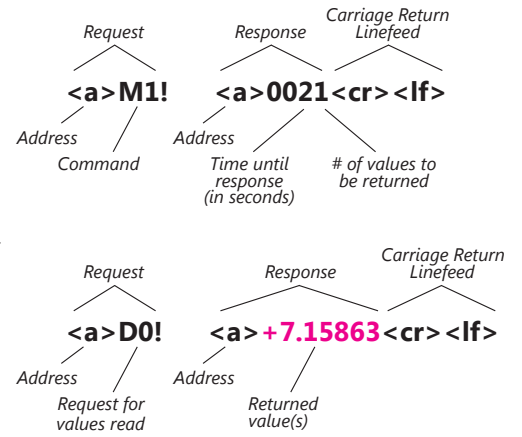 Carriage Return
Request Response Linefeed
<a>M1! <a>0021<cr><lf>
Address Address
Command Time until # of values to
response be returned
(in seconds)
Carriage Return
Request Response Linefeed
<a>D0! <a>+7.15863<cr><lf>
Address Address
Request for Returned
values read value(s)